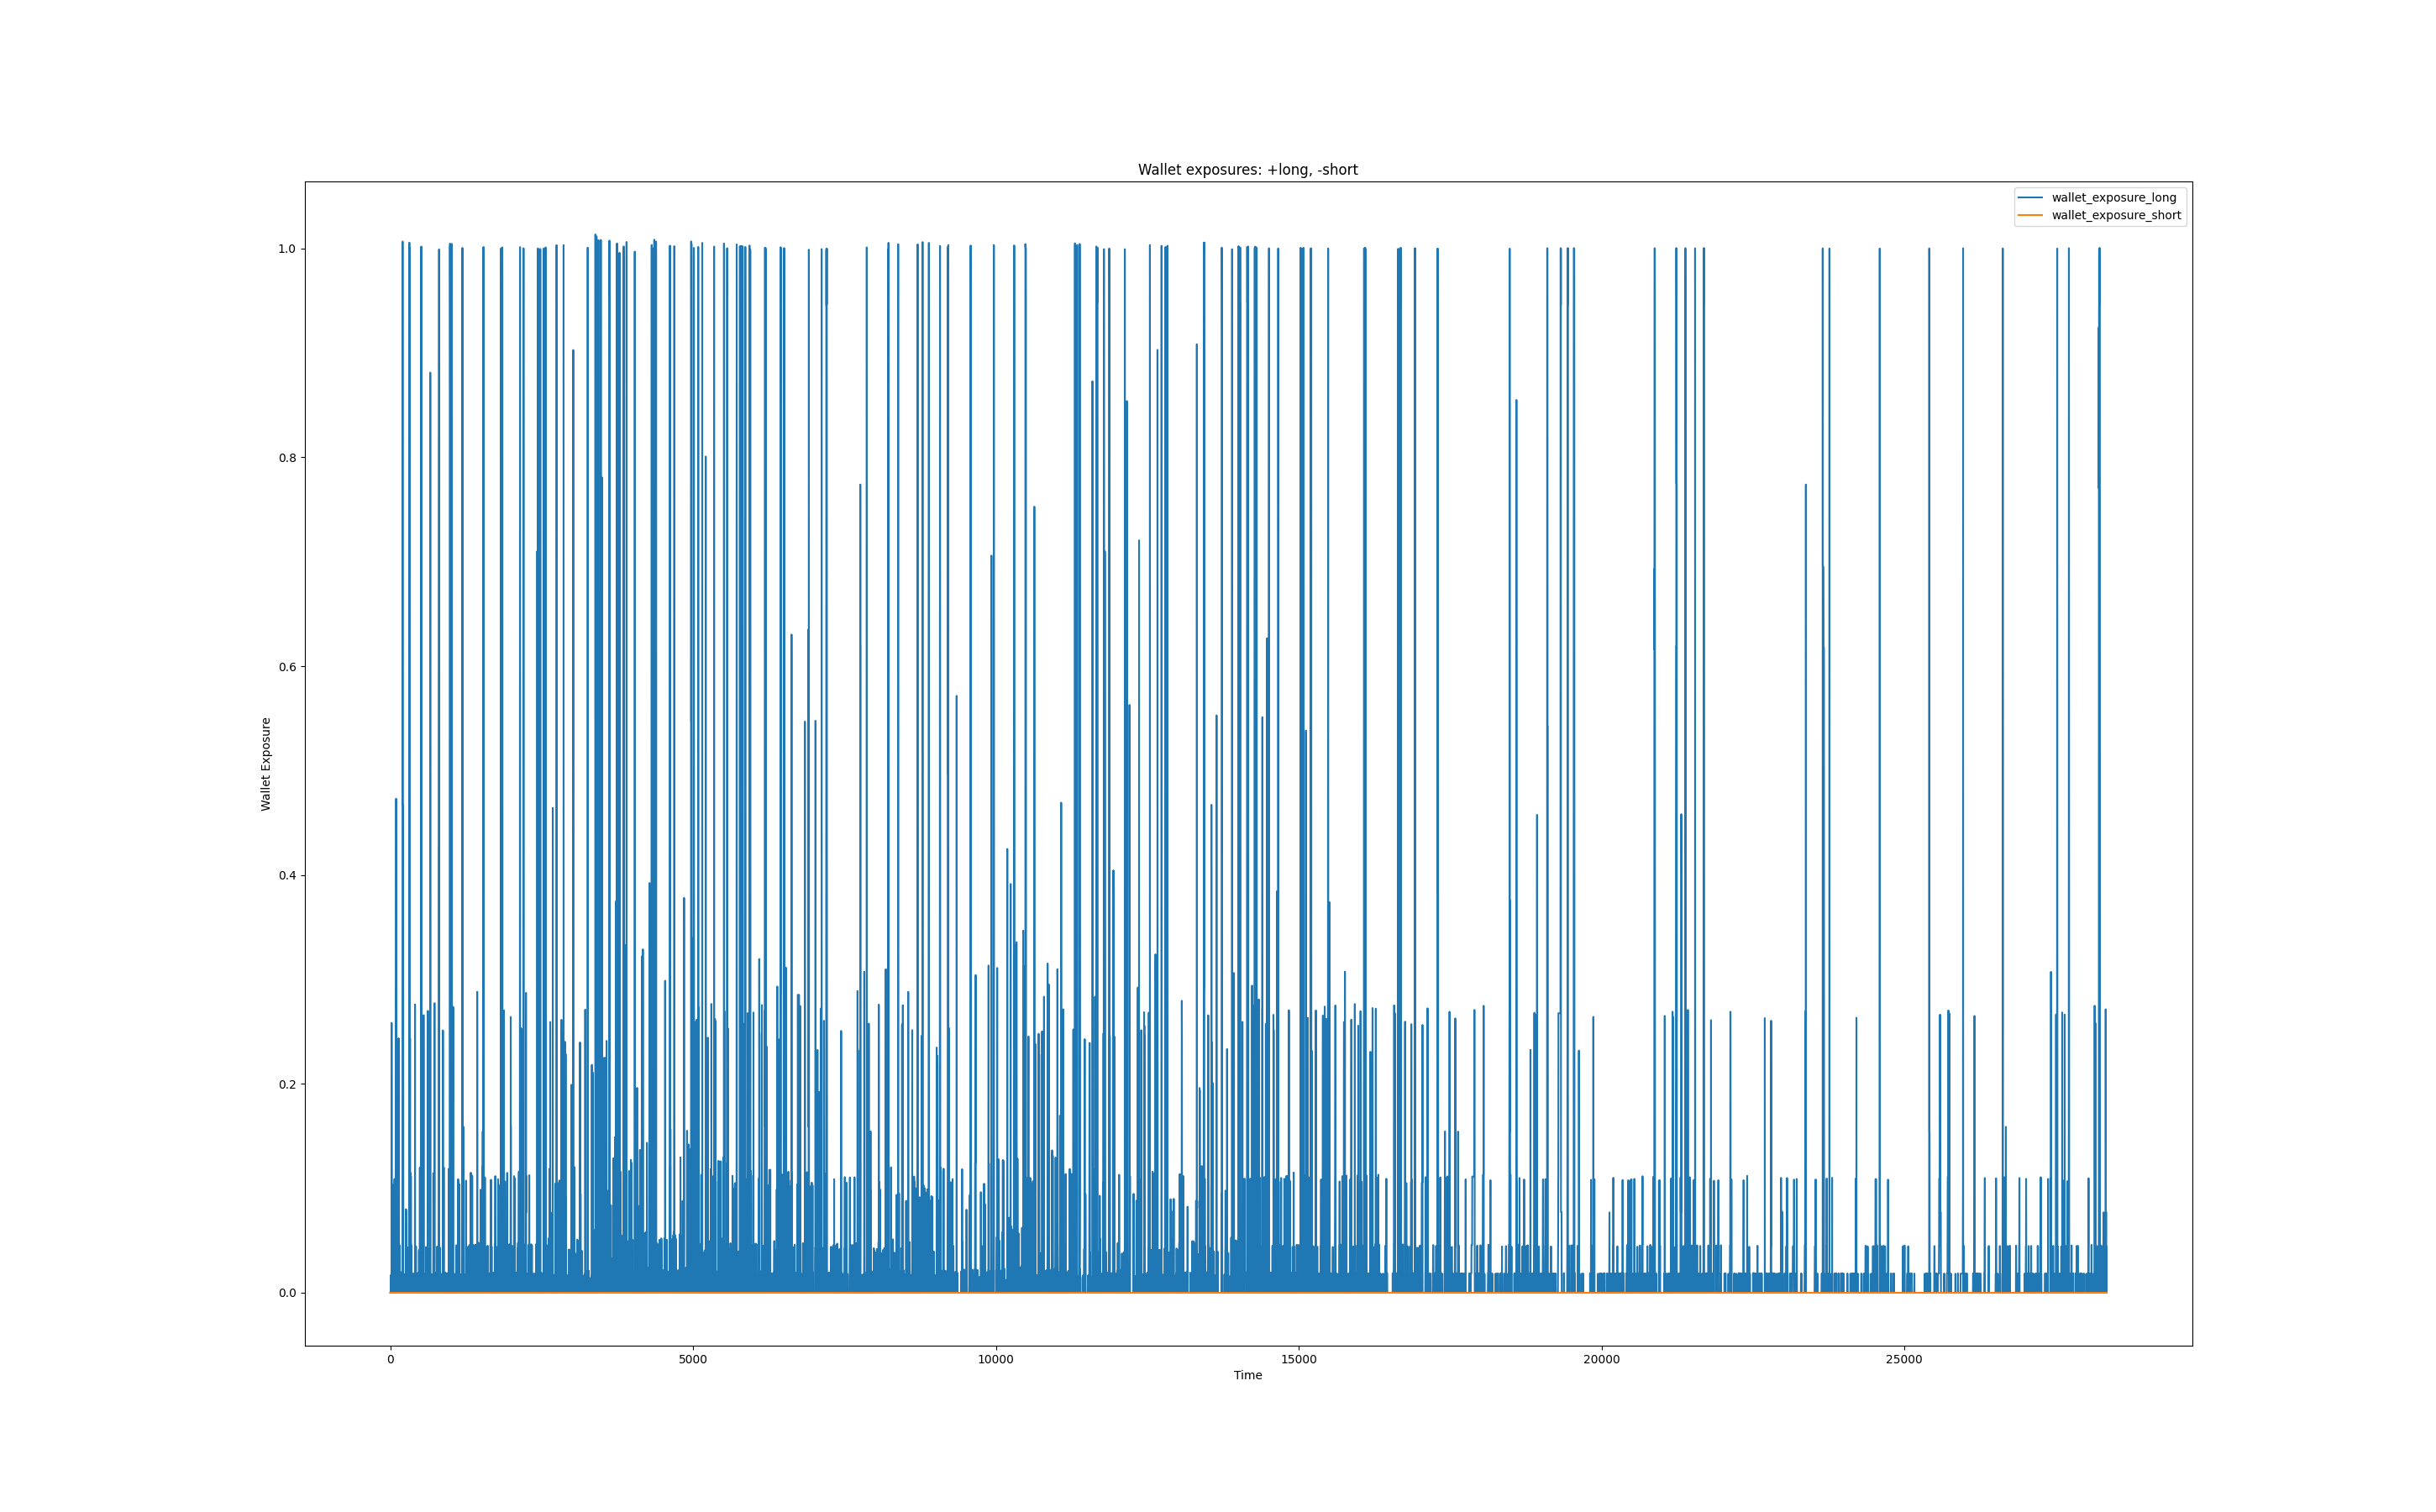 Wallet exposures: +long, -short
wallet_exposure_long
wallet_exposure_short
1.0
0.8
0.6
0.4
0.2
0.0
Wallet Exposure
0 5000 10000 15000 20000 25000
Time